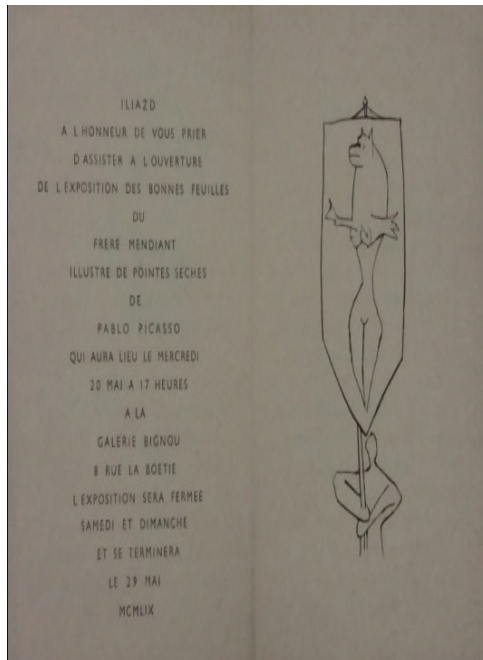 ILIAZD
A L HONNEUR DE VOUS PRIER
D ASSISTER A L OUVERTURE
DE L EXPOSITION DES BONNES FEUILLES
DU
FRERE MENDIANT
ILLUSTRE DE POINTES SECHES
DE
PABLO PICASSO
QUI AURA LIEU LE MERCREDI
20 MAI A 17 HEURES
A LA
GALERIE BIGNOU
8 RUE LA BOETIE
L EXPOSITION SERA FERMEE
SAMEDI ET DIMANCHE
ET SE TERMINERA
LE 29 MAI
MCMLIX